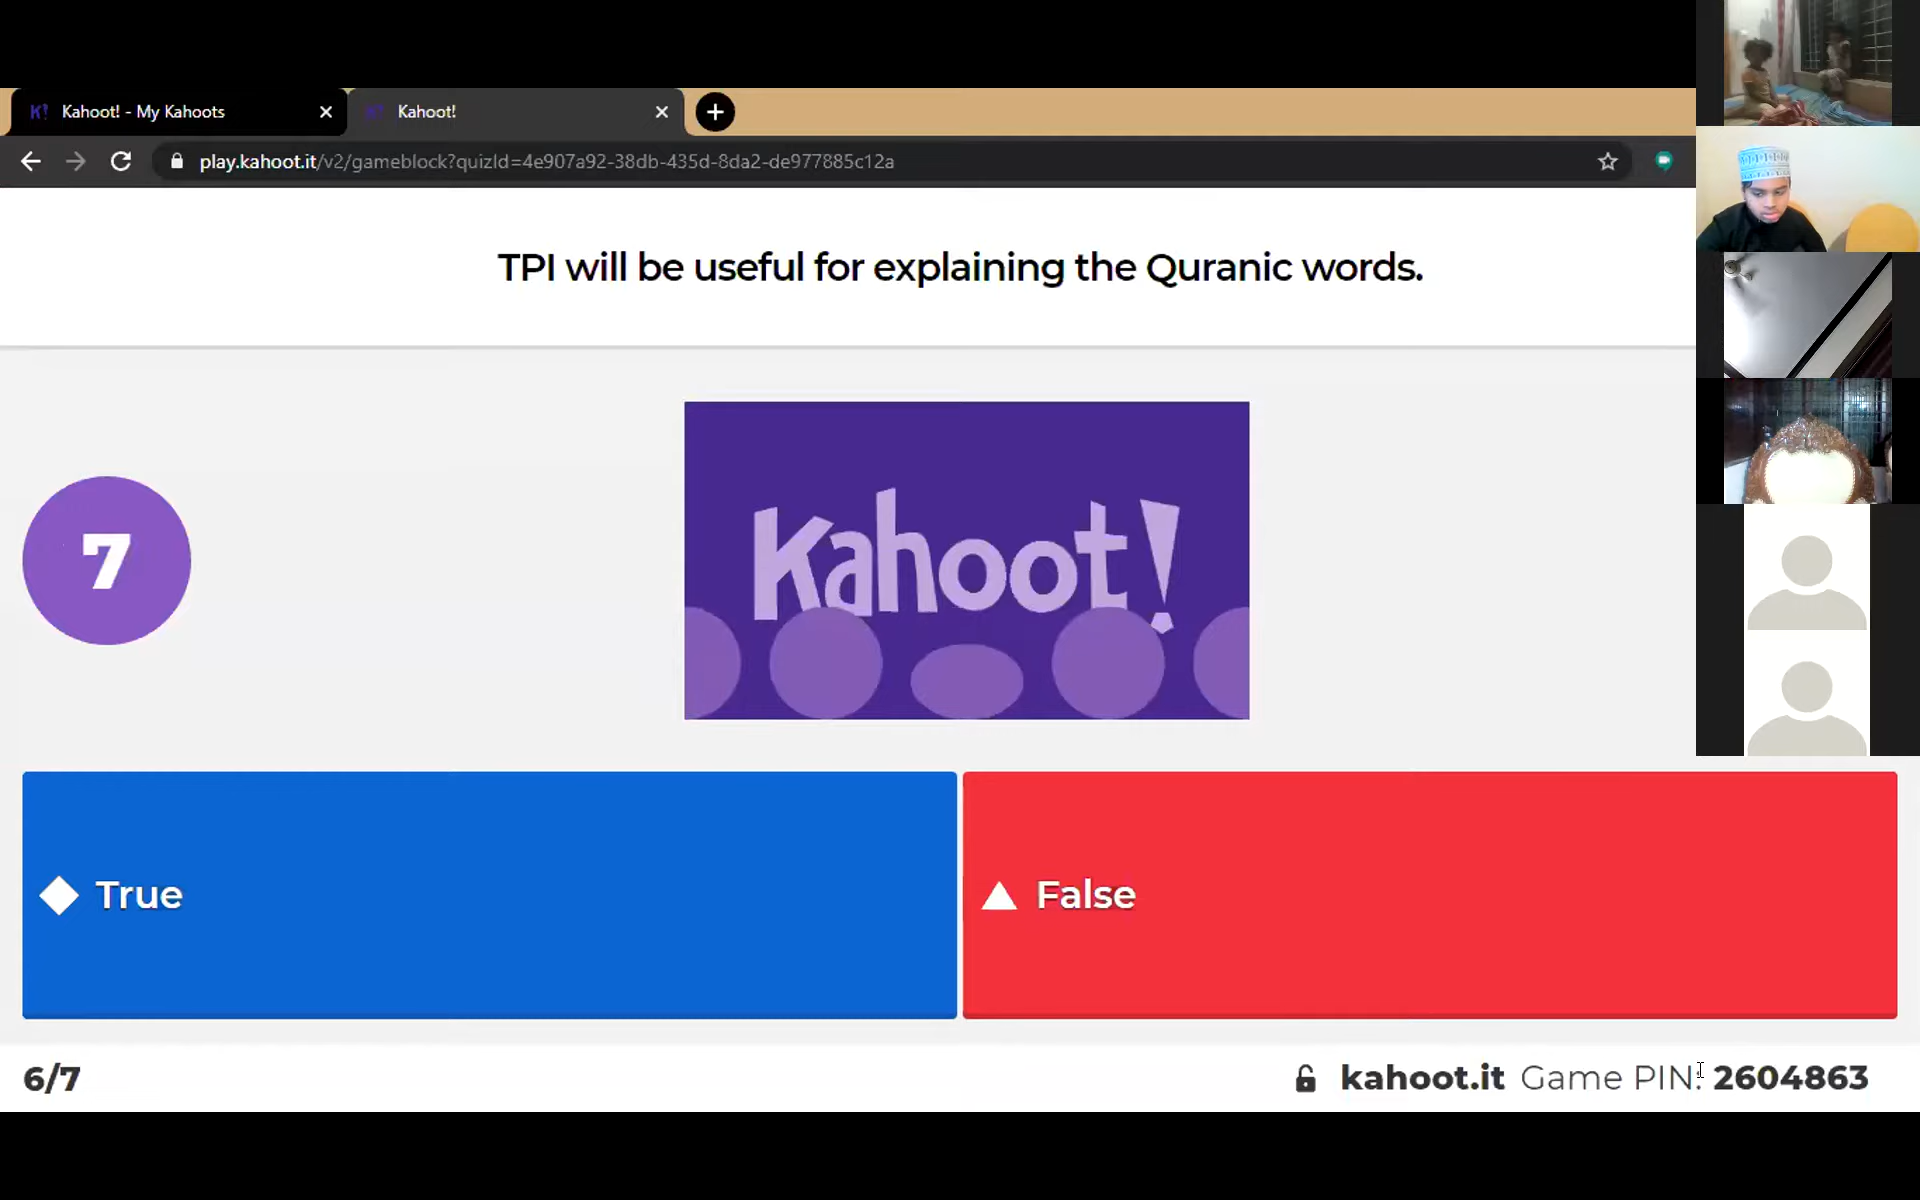 Kahoot! - My Kahoots
Kahoot!
play.kahoot.it/v2/gameblock?quizId=4e907a92-38db-435d-8da2-de977885c12a
TPI will be useful for explaining the Quranic words.
7
Kahoot!
True
False
6/7
kahoot.it Game PIN: 2604863